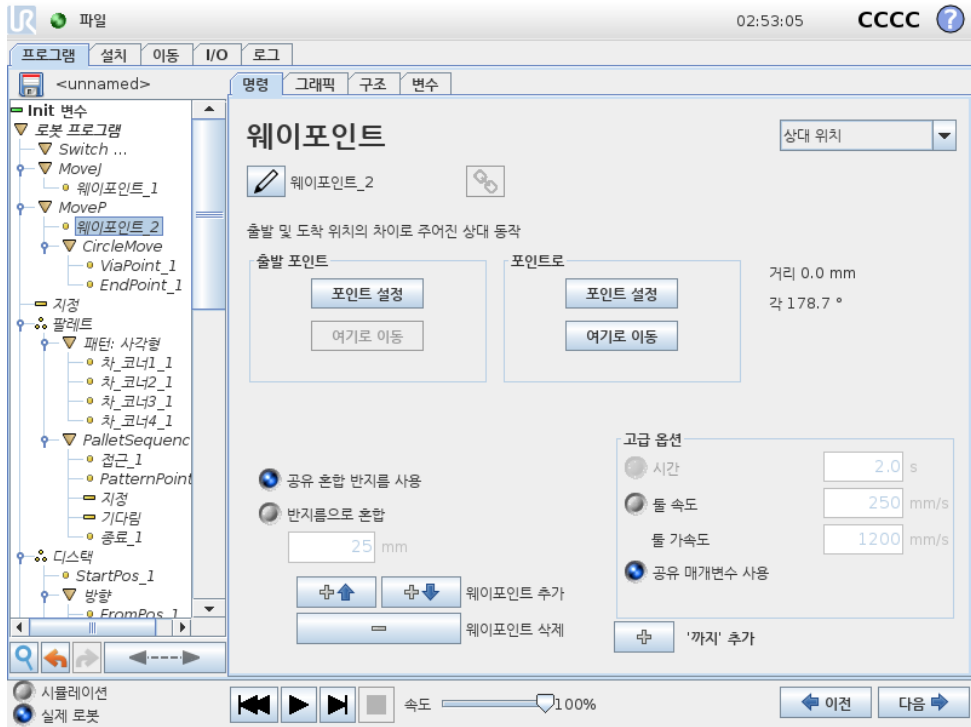 UR 파일 02:53:05 CCCC ?
프로그램 설치 이동 I/O 로그
<unnamed> 명령 그래픽 구조 변수
Init 변수
로봇 프로그램
Switch ...
MoveJ
웨이포인트_1
MoveP
웨이포인트_2
CircleMove
ViaPoint_1
EndPoint_1
지정
팔레트
패턴: 사각형
차_코너1_1
차_코너2_1
차_코너3_1
차_코너4_1
PalletSequenc
접근_1
PatternPoint
지정
기다림
종료_1
디스택
StartPos_1
방향
FromPos_1
웨이포인트 상대 위치
웨이포인트_2
출발 및 도착 위치의 차이로 주어진 상대 동작
출발 포인트 포인트로
포인트 설정 포인트 설정 거리 0.0 mm
여기로 이동 여기로 이동 각 178.7 °
고급 옵션
공유 혼합 반지름 사용 시간 2.0 s
반지름으로 혼합 툴 속도 250 mm/s
25 mm 툴 가속도 1200 mm/s
공유 매개변수 사용
웨이포인트 추가
웨이포인트 삭제 '까지' 추가
시뮬레이션
실제 로봇
속도 100% 이전 다음